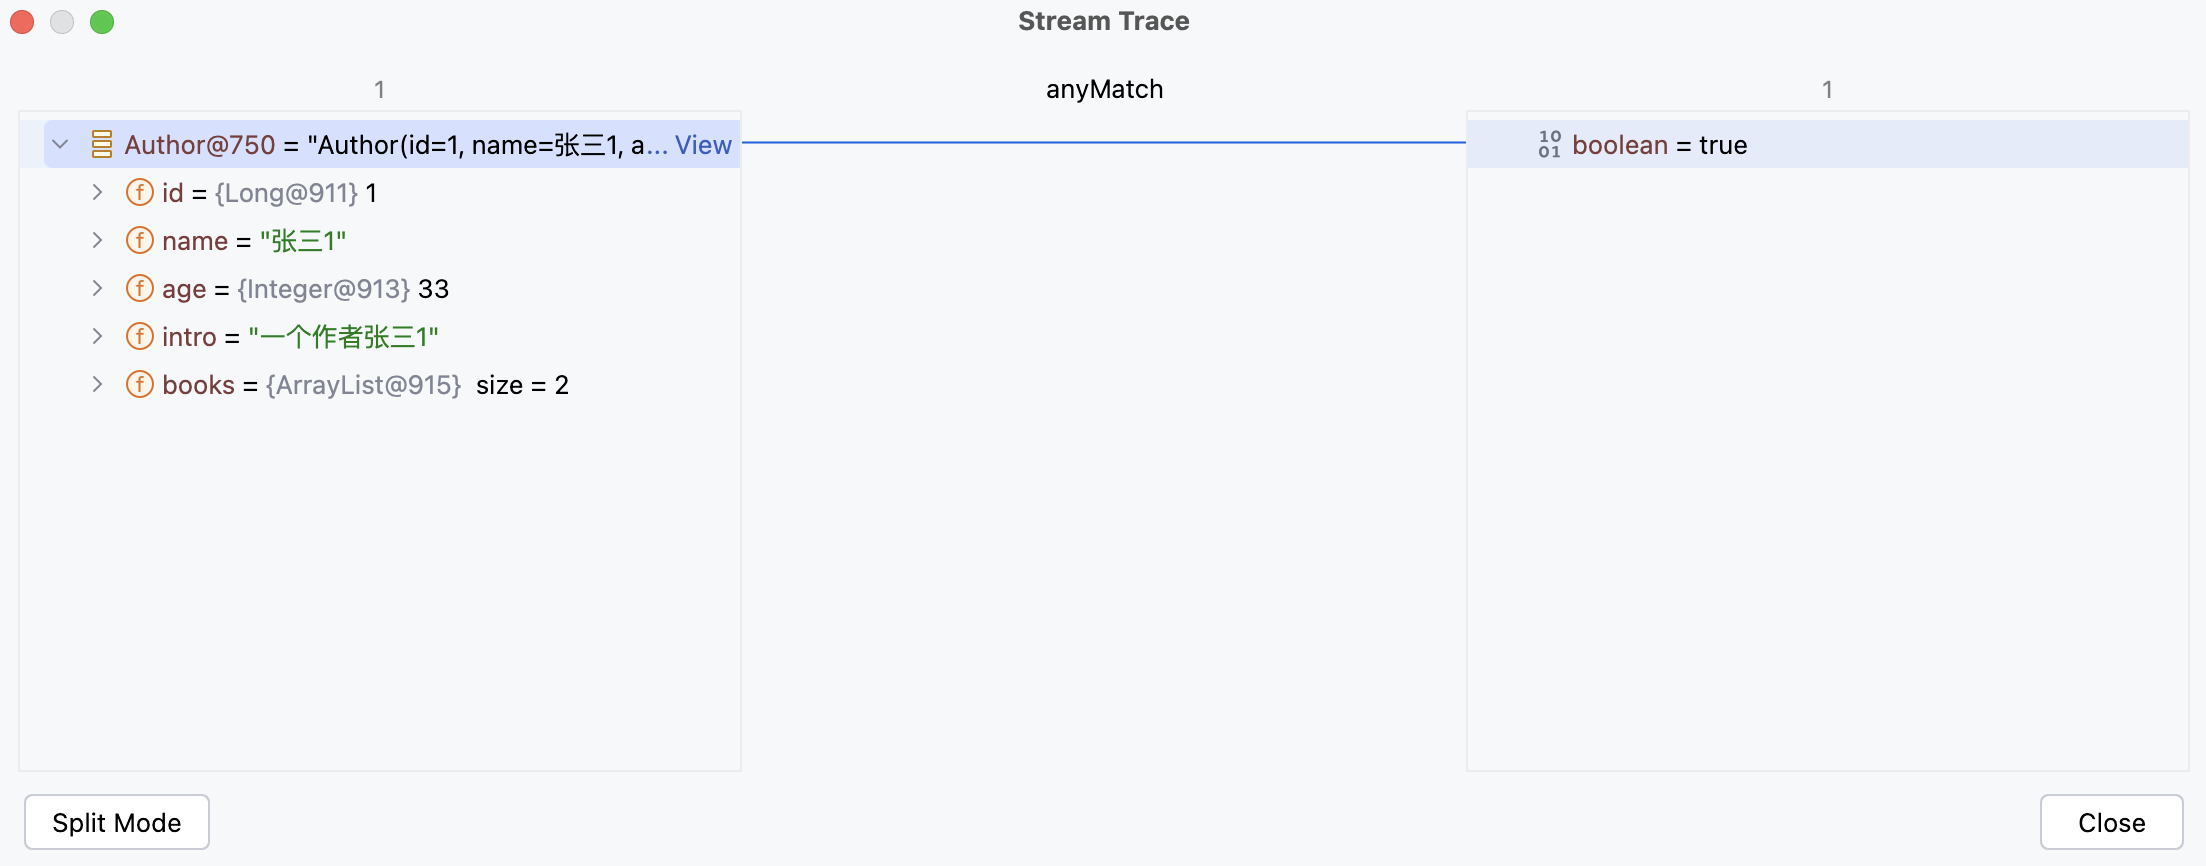 Stream Trace
1 anyMatch 1
Author@750 = "Author(id=1, name=张三1, a... View
boolean = true
id = {Long@911} 1
name = "张三1"
age = {Integer@913} 33
intro = "一个作者张三1"
books = {ArrayList@915} size = 2
Split Mode
Close